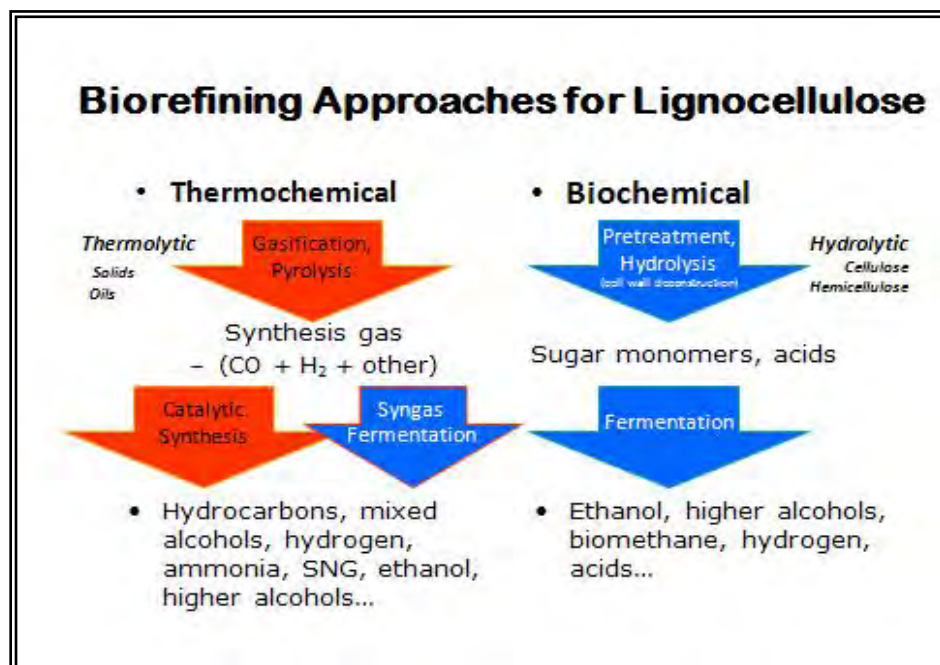 Biorefining Approaches for Lignocellulose
• Thermochemical
Thermolytic
Solids
Oils
Gasification,
Pyrolysis
Synthesis gas
– (CO + H₂ + other)
Catalytic
Synthesis
Syngas
Fermentation
• Hydrocarbons, mixed
alcohols, hydrogen,
ammonia, SNG, ethanol,
higher alcohols…
• Biochemical
Pretreatment,
Hydrolysis
(cell wall deconstruction)
Hydrolytic
Cellulose
Hemicellulose
Sugar monomers, acids
Fermentation
• Ethanol, higher alcohols,
biomethane, hydrogen,
acids…